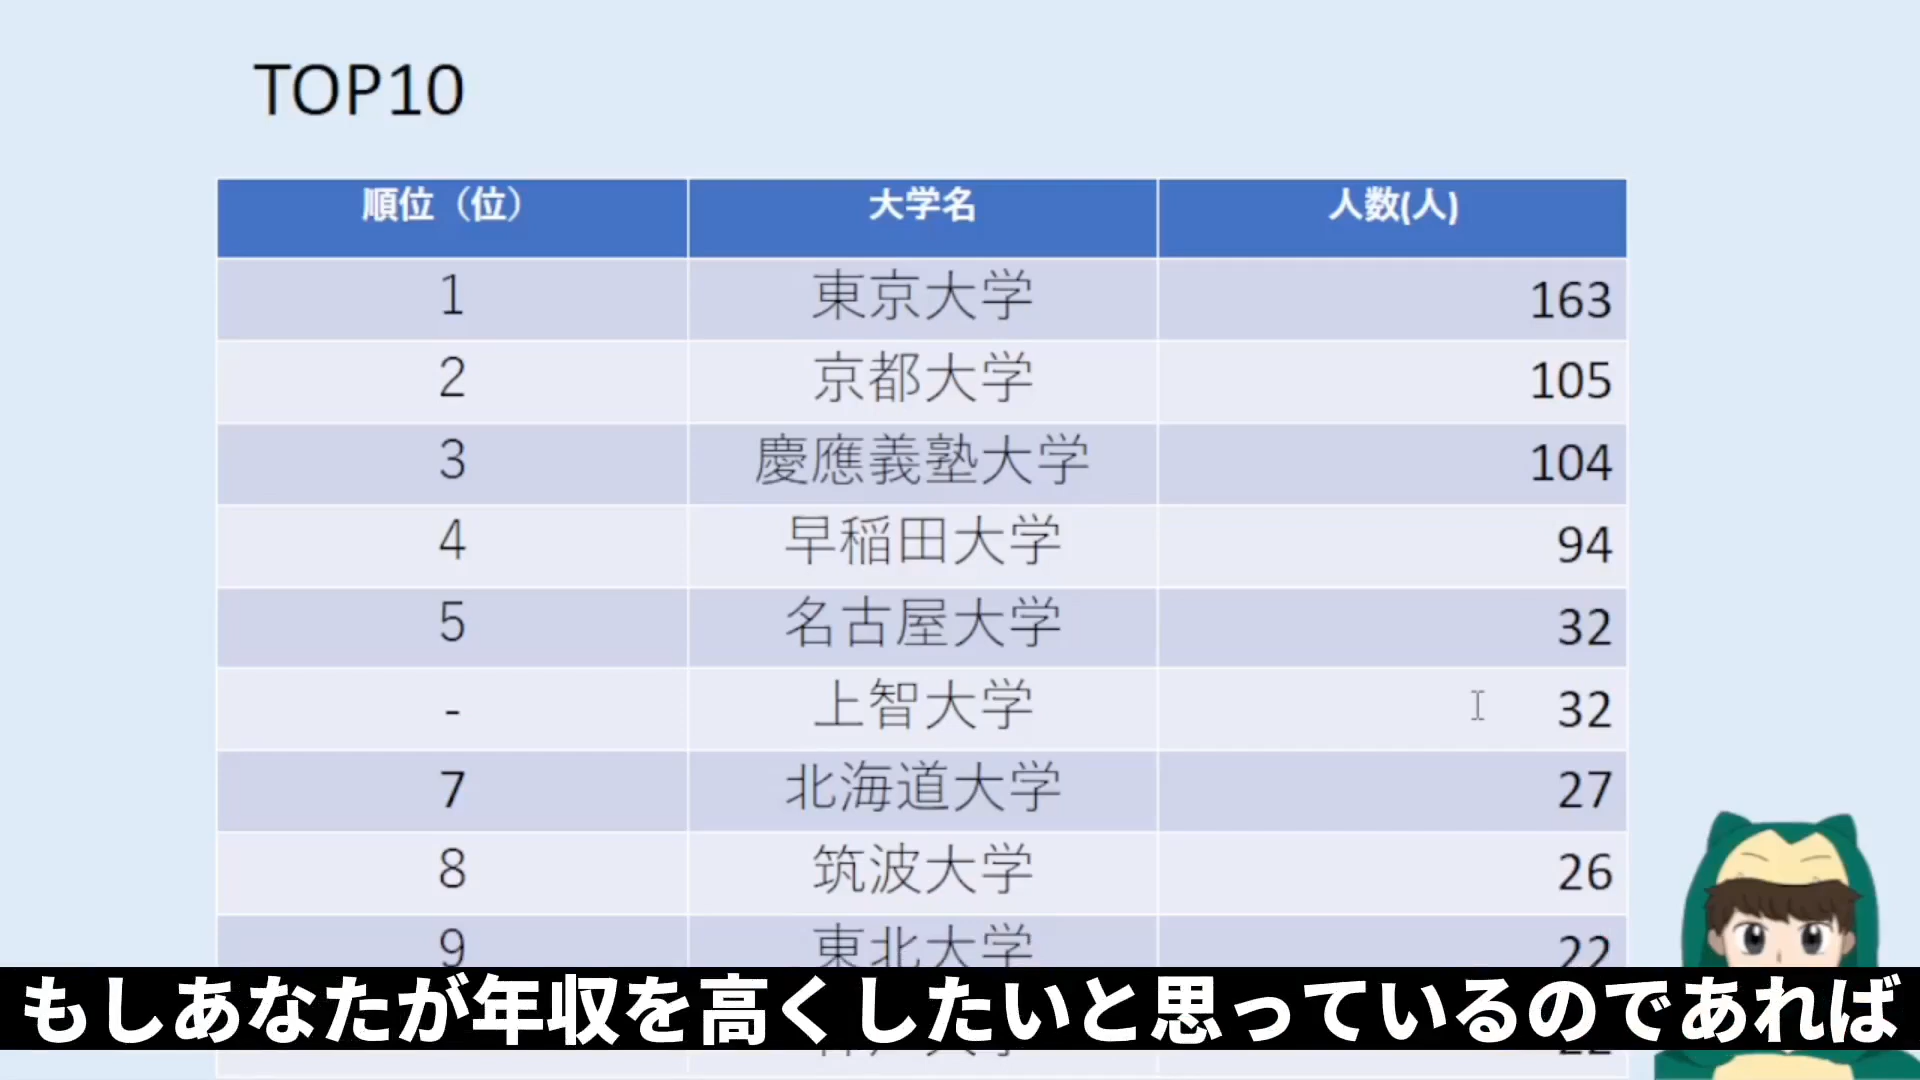 TOP10
順位（位） 大学名 人数(人)
1 東京大学 163
2 京都大学 105
3 慶應義塾大学 104
4 早稲田大学 94
5 名古屋大学 32
- 上智大学 32
7 北海道大学 27
8 筑波大学 26
9 東北大学 22
もしあなたが年収を高くしたいと思っているのであれば